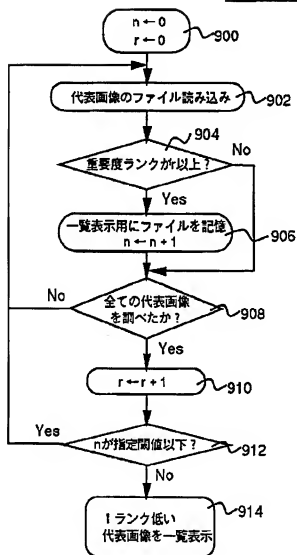 n←0
r←0
900
代表画像のファイル読み込み
902
904
重要度ランクがr以上?
No
Yes
一覧表示用にファイルを記憶
n←n+1
906
No
全ての代表画像
を調べたか?
908
Yes
r←r+1
910
Yes
nが指定閾値以下?
912
No
1ランク低い
代表画像を一覧表示
914